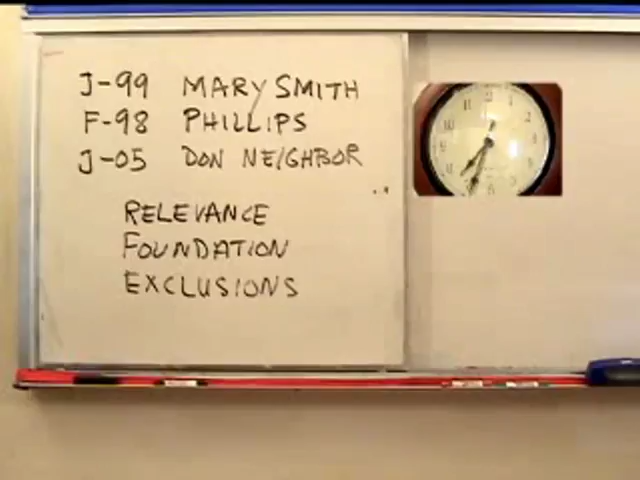 J-99 MARY SMITH
F-98 PHILLIPS
J-05 DON NEIGHBOR
RELEVANCE
FOUNDATION
EXCLUSIONS